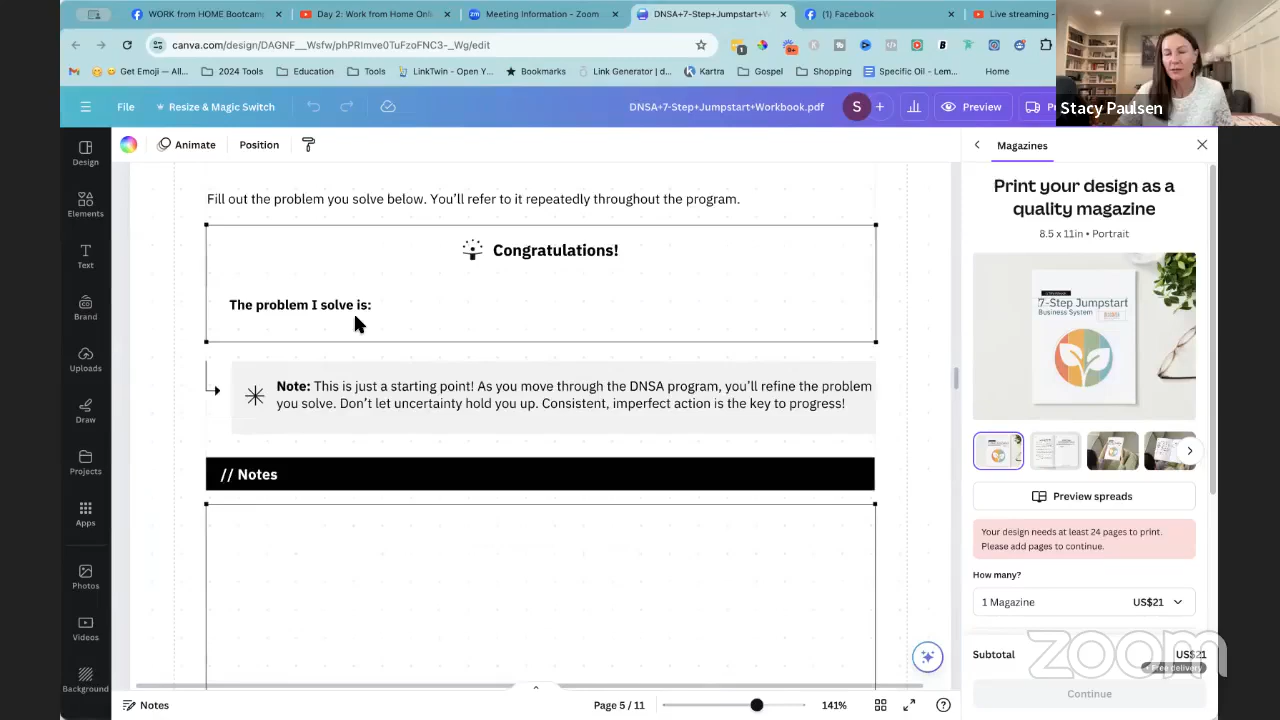 WORK from HOME Bootcamp
Day 2: Work from Home Onl
Meeting Information - Zoom
DNSA+7-Step+Jumpstart+W
(1) Facebook
Live streaming -
canva.com/design/DAGNF__Wsfw/phPRImve0TuFzoFNC3-_Wg/edit
Get Emoji — All...
2024 Tools
Education
Tools
LinkTwin - Open Y...
Bookmarks
Link Generator | d...
Kartra
Gospel
Shopping
Specific Oil - Lem...
Home
Stacy Paulsen
File
Resize & Magic Switch
DNSA+7-Step+Jumpstart+Workbook.pdf
S
Preview
Animate
Position
Magazines
Design
Elements
Text
Brand
Uploads
Draw
Projects
Apps
Photos
Videos
Background
Fill out the problem you solve below. You’ll refer to it repeatedly throughout the program.
Congratulations!
The problem I solve is:
Note: This is just a starting point! As you move through the DNSA program, you’ll refine the problem
you solve. Don’t let uncertainty hold you up. Consistent, imperfect action is the key to progress!
// Notes
Print your design as a
quality magazine
8.5 x 11in • Portrait
7-Step Jumpstart
Business System
Preview spreads
Your design needs at least 24 pages to print.
Please add pages to continue.
How many?
1 Magazine US$21
Subtotal US$21
+ Free delivery
Continue
zoom
Notes
Page 5 / 11
141%